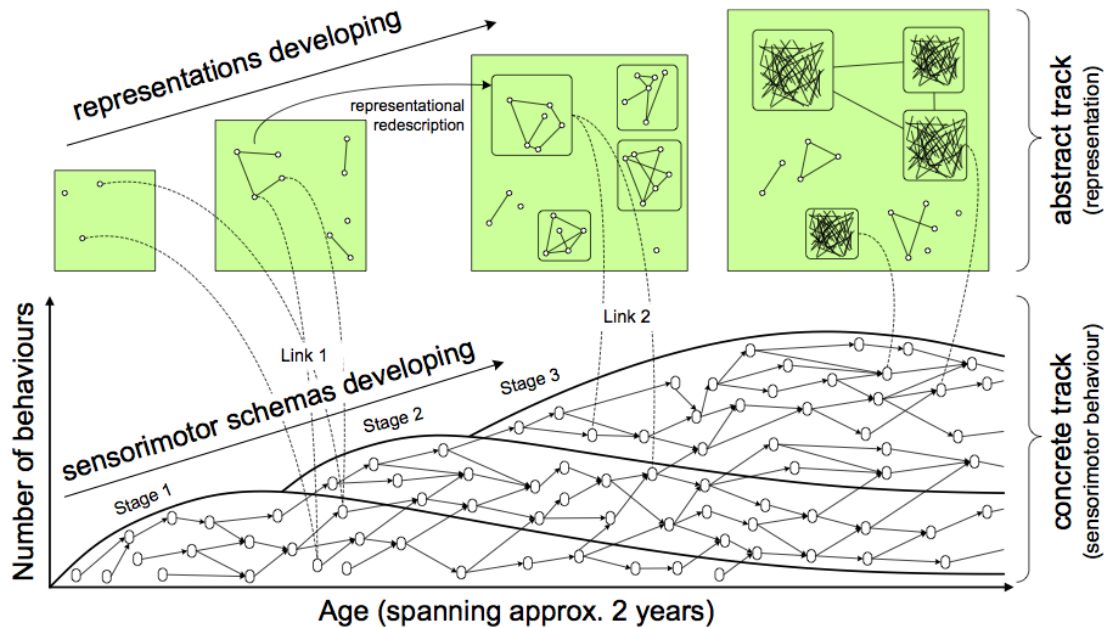 representations developing
representational
redescription
abstract track
(representation)
Number of behaviours
sensorimotor schemas developing
Link 1
Link 2
Stage 1
Stage 2
Stage 3
concrete track
(sensorimotor behaviour)
Age (spanning approx. 2 years)